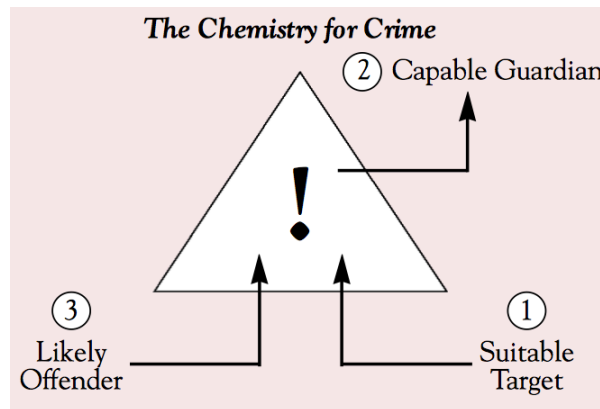 The Chemistry for Crime
2 Capable Guardian
!
3
Likely
Offender
1
Suitable
Target